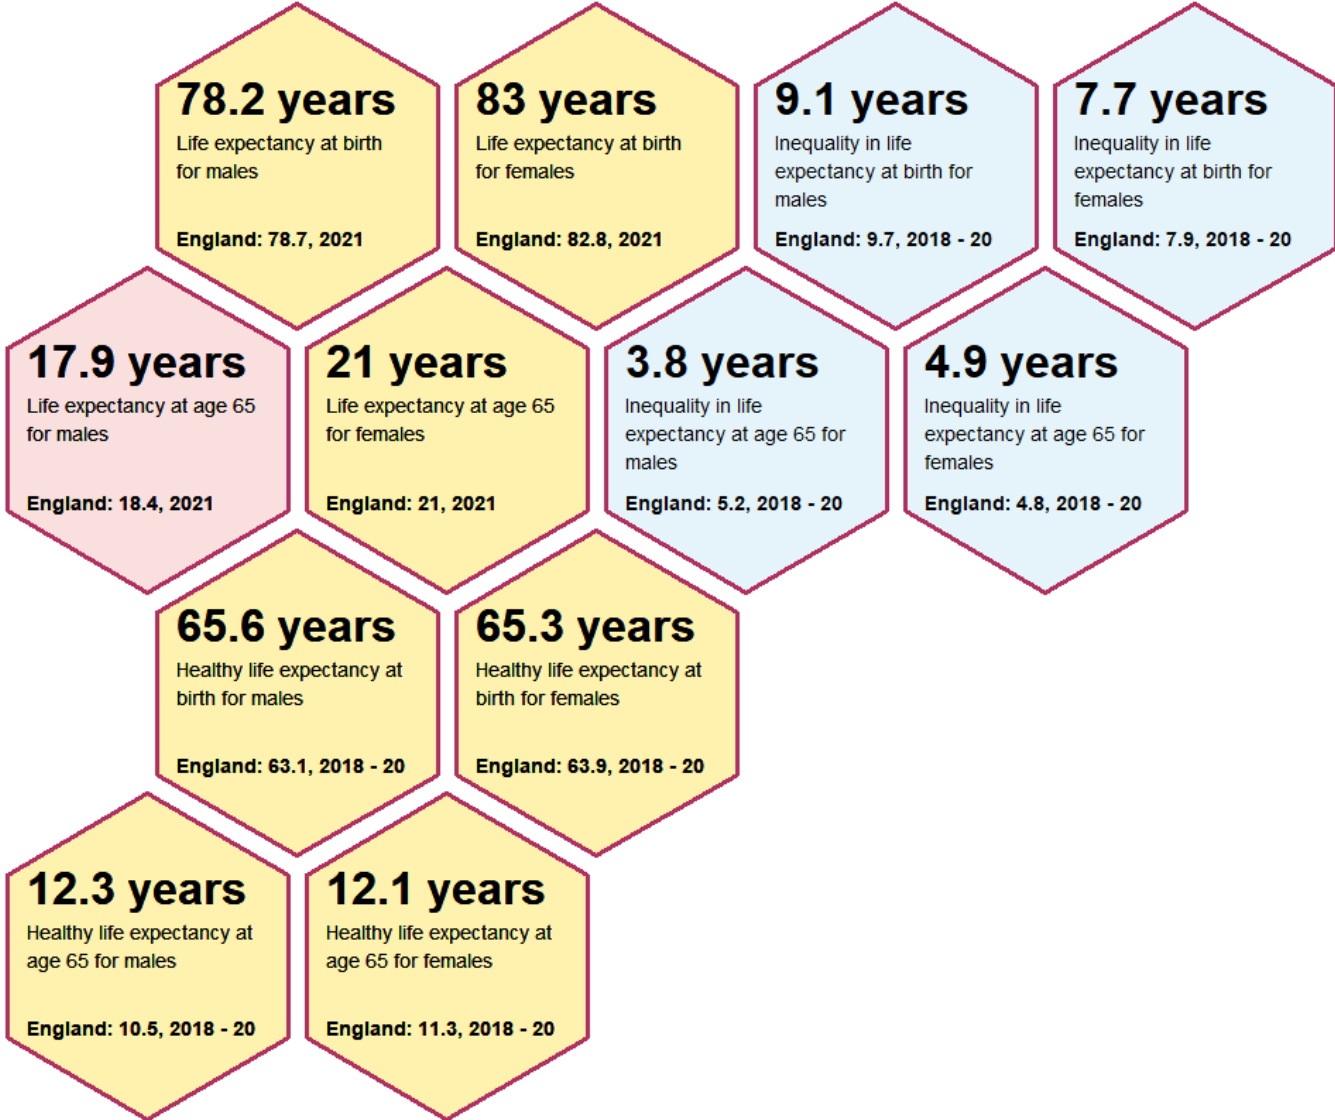 78.2 years
Life expectancy at birth
for males
England: 78.7, 2021
83 years
Life expectancy at birth
for females
England: 82.8, 2021
9.1 years
Inequality in life
expectancy at birth for
males
England: 9.7, 2018 - 20
7.7 years
Inequality in life
expectancy at birth for
females
England: 7.9, 2018 - 20
17.9 years
Life expectancy at age 65
for males
England: 18.4, 2021
21 years
Life expectancy at age 65
for females
England: 21, 2021
3.8 years
Inequality in life
expectancy at age 65 for
males
England: 5.2, 2018 - 20
4.9 years
Inequality in life
expectancy at age 65 for
females
England: 4.8, 2018 - 20
65.6 years
Healthy life expectancy at
birth for males
England: 63.1, 2018 - 20
65.3 years
Healthy life expectancy at
birth for females
England: 63.9, 2018 - 20
12.3 years
Healthy life expectancy at
age 65 for males
England: 10.5, 2018 - 20
12.1 years
Healthy life expectancy at
age 65 for females
England: 11.3, 2018 - 20